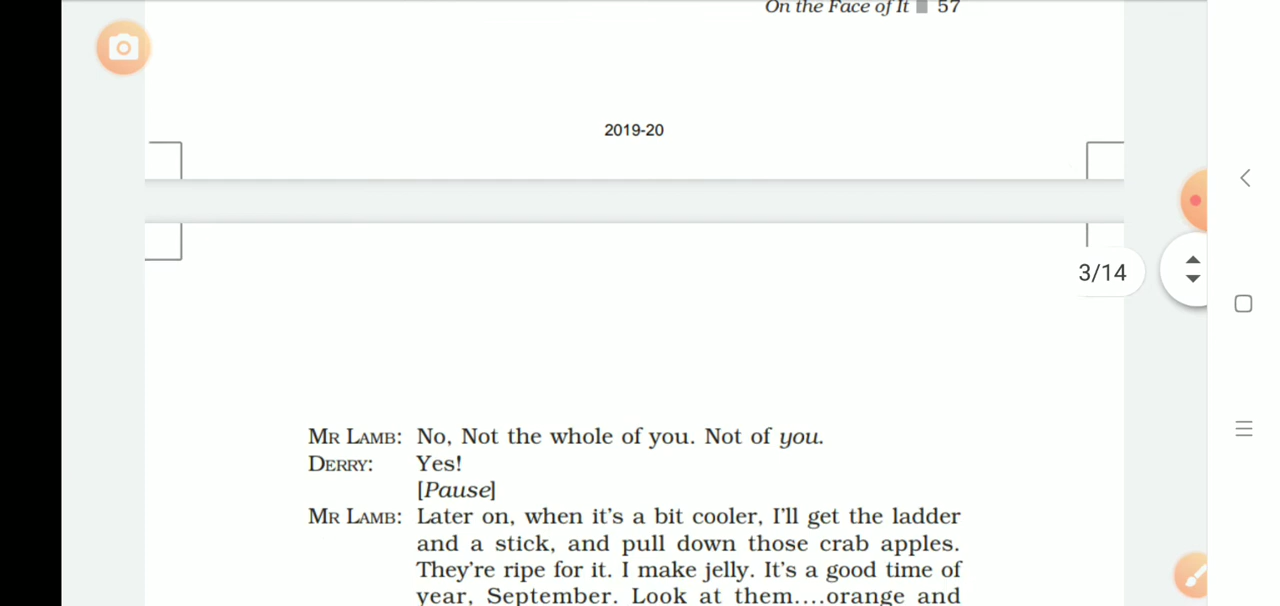 On the Face of It 57
2019-20
3/14
MR LAMB: No, Not the whole of you. Not of you.
DERRY: Yes!
[Pause]
MR LAMB: Later on, when it's a bit cooler, I'll get the ladder
and a stick, and pull down those crab apples.
They're ripe for it. I make jelly. It's a good time of
year, September. Look at them....orange and